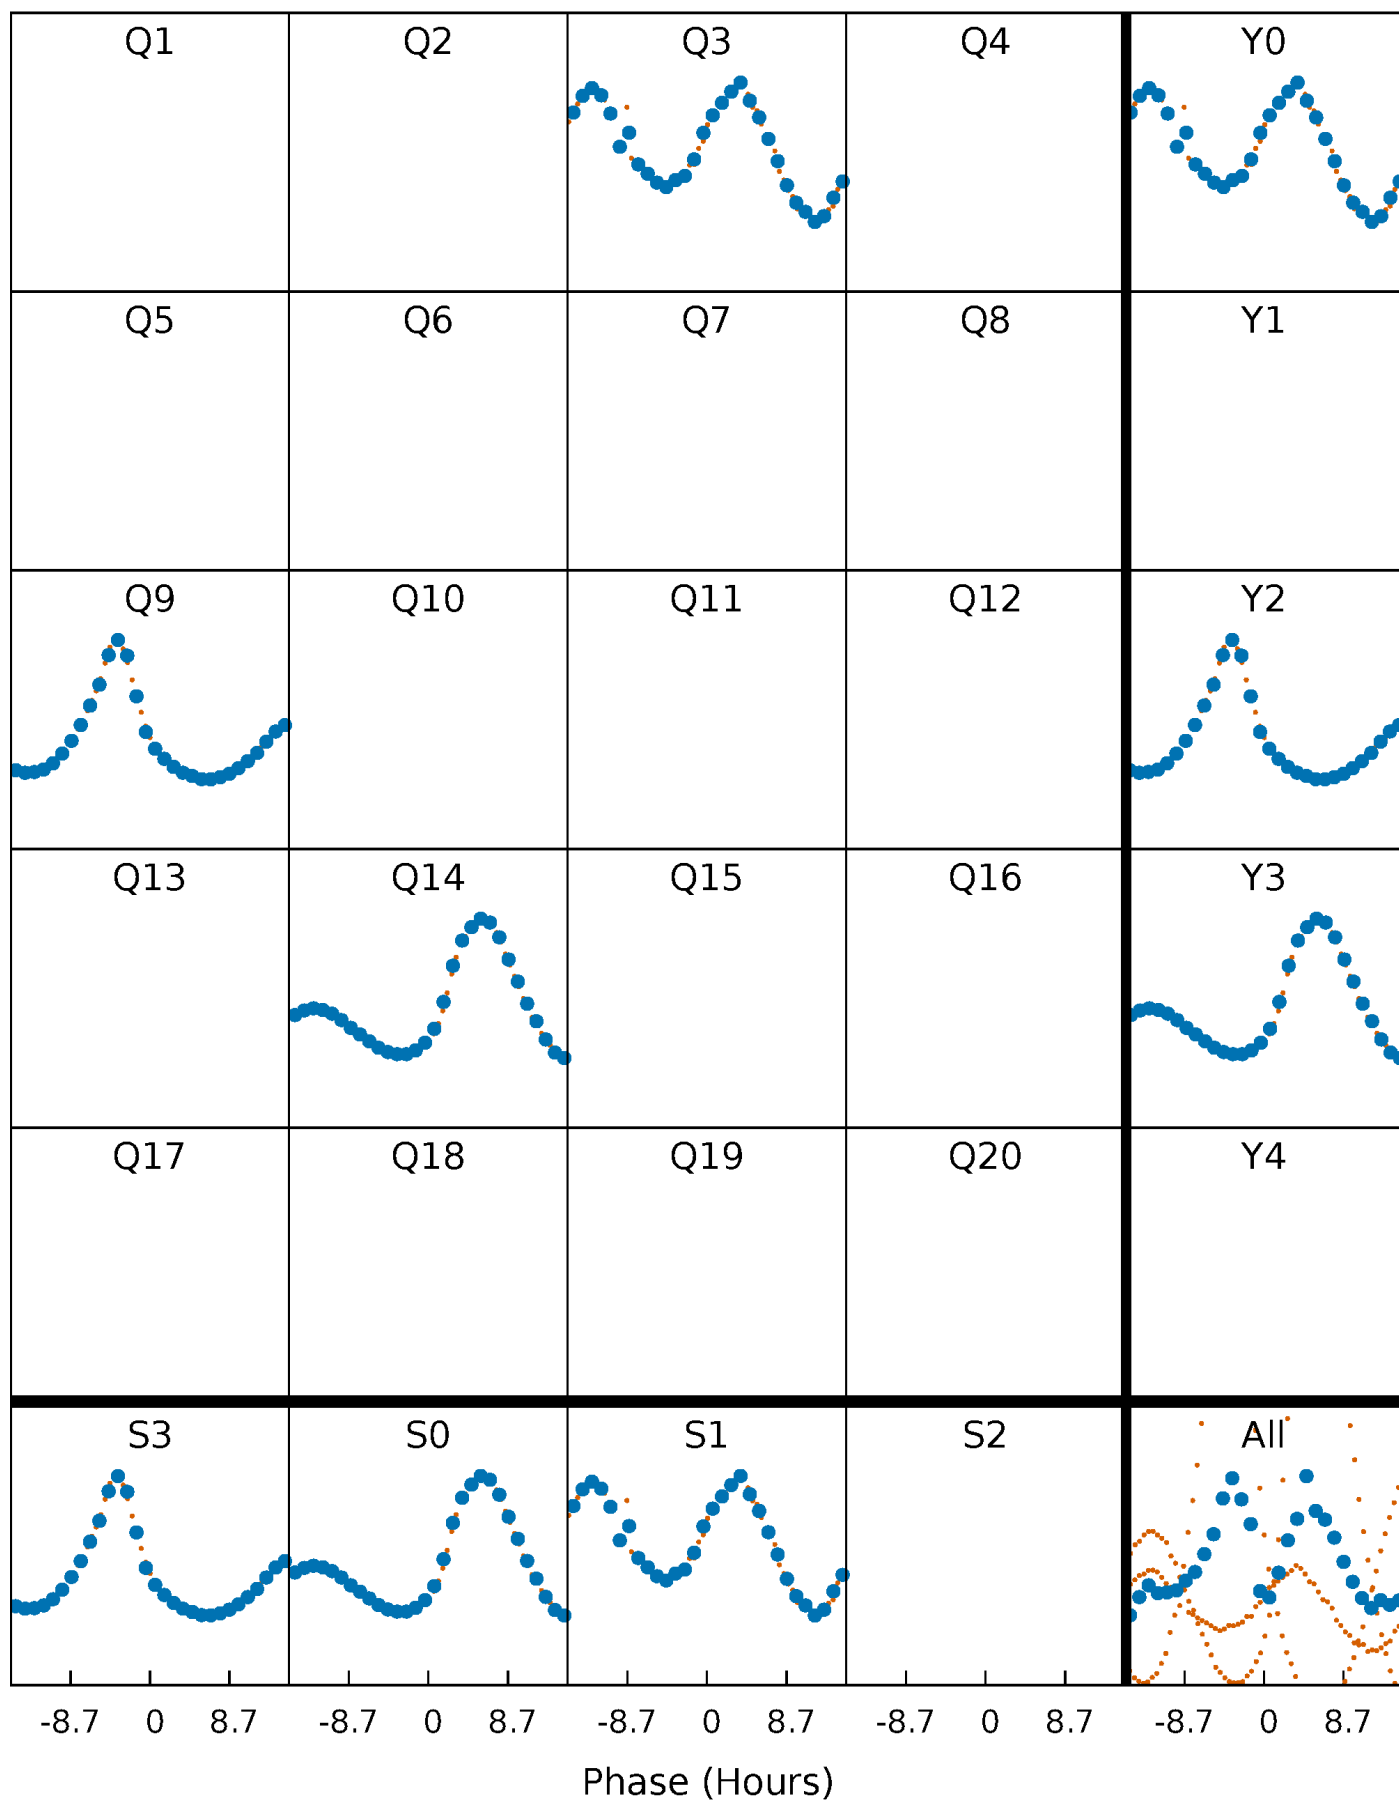 Q1 Q2 Q3 Q4 Y0
Q5 Q6 Q7 Q8 Y1
Q9 Q10 Q11 Q12 Y2
Q13 Q14 Q15 Q16 Y3
Q17 Q18 Q19 Q20 Y4
S3 S0 S1 S2 All
-8.7 0 8.7 -8.7 0 8.7 -8.7 0 8.7 -8.7 0 8.7 -8.7 0 8.7
Phase (Hours)